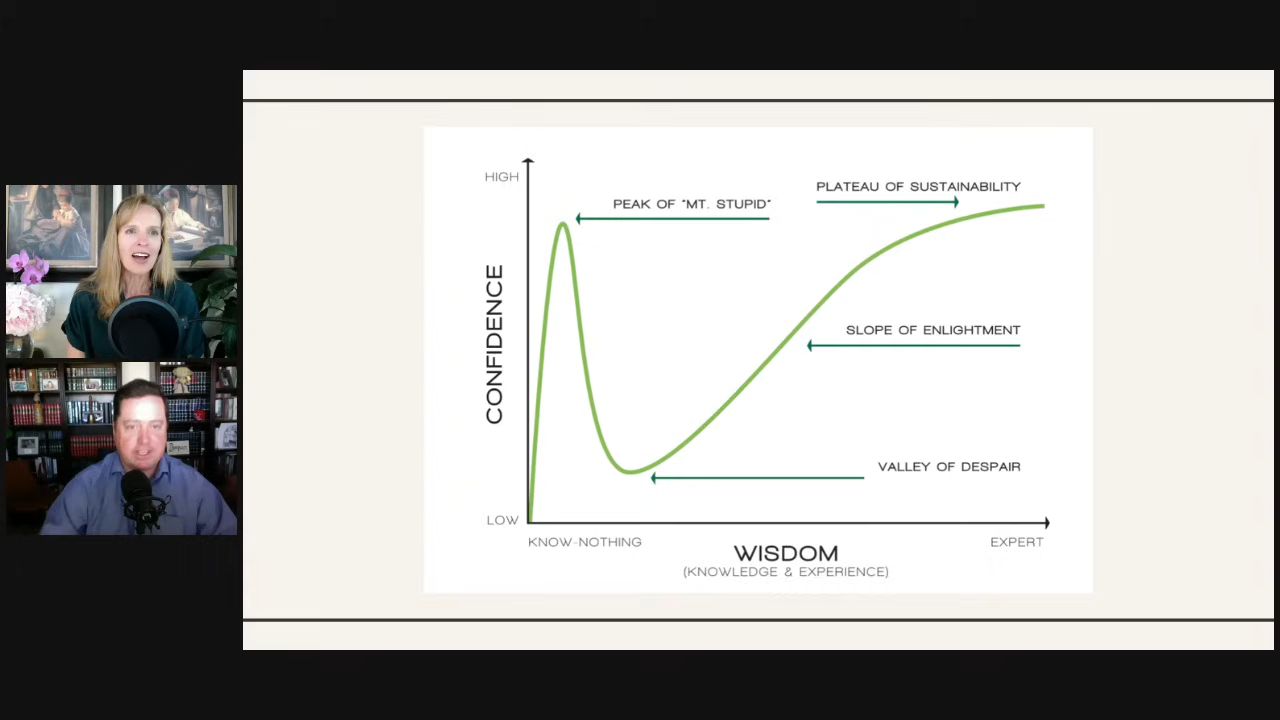 HIGH
PEAK OF "MT. STUPID"
PLATEAU OF SUSTAINABILITY
CONFIDENCE
SLOPE OF ENLIGHTMENT
VALLEY OF DESPAIR
LOW
KNOW-NOTHING
WISDOM
EXPERT
(KNOWLEDGE & EXPERIENCE)